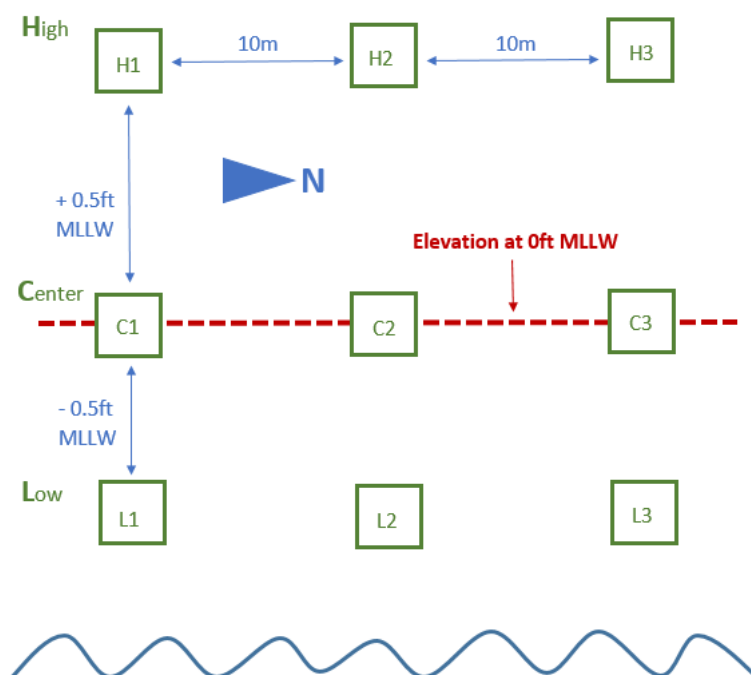 High
H1
10m
H2
10m
H3
+ 0.5ft
MLLW
N
Elevation at 0ft MLLW
Center
C1
C2
C3
- 0.5ft
MLLW
Low
L1
L2
L3